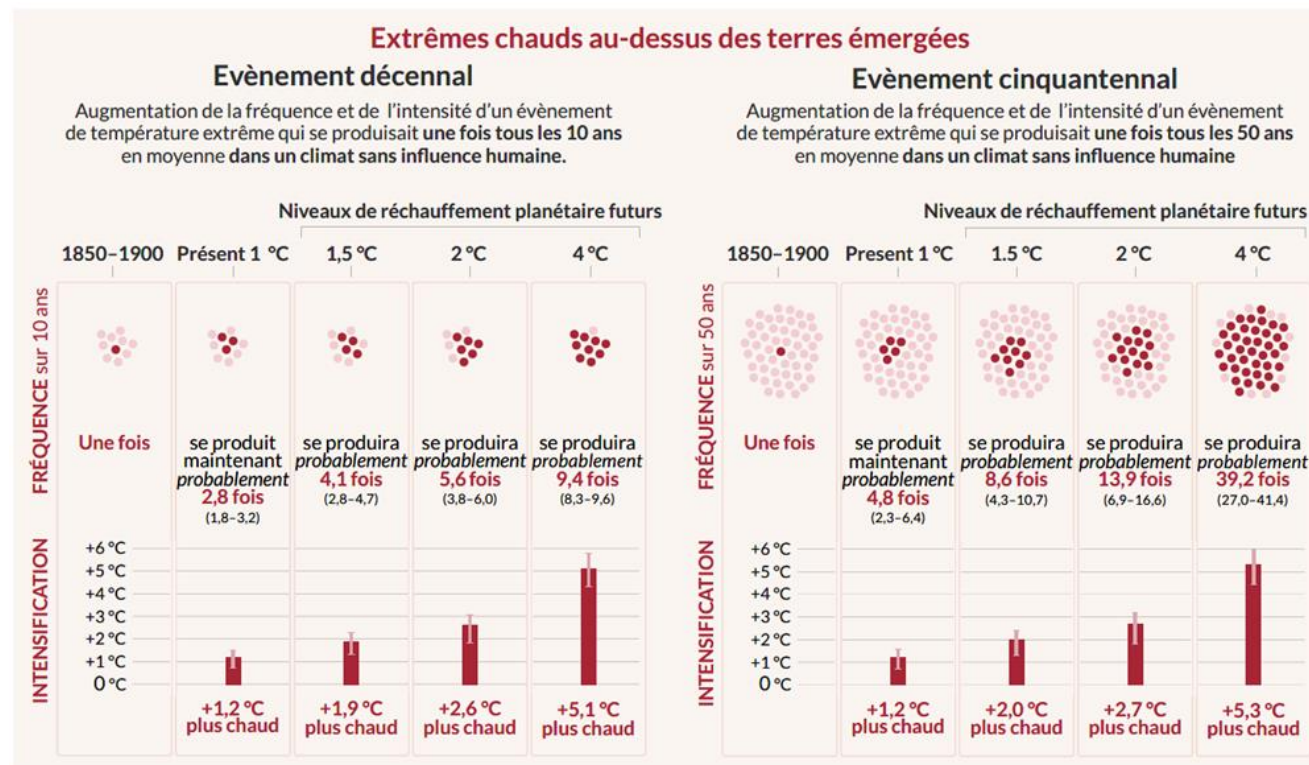 Extrêmes chauds au-dessus des terres émergées
Evènement décennal
Augmentation de la fréquence et de l'intensité d'un évènement
de température extrême qui se produisait une fois tous les 10 ans
en moyenne dans un climat sans influence humaine.
Niveaux de réchauffement planétaire futurs
1850–1900 Présent 1 °C 1,5 °C 2 °C 4 °C
FRÉQUENCE sur 10 ans
Une fois
se produit
maintenant
probablement
2,8 fois
(1,8–3,2)
se produira
probablement
4,1 fois
(2,8–4,7)
se produira
probablement
5,6 fois
(3,8–6,0)
se produira
probablement
9,4 fois
(8,3–9,6)
INTENSIFICATION
+6 °C
+5 °C
+4 °C
+3 °C
+2 °C
+1 °C
0 °C
+1,2 °C
plus chaud
+1,9 °C
plus chaud
+2,6 °C
plus chaud
+5,1 °C
plus chaud
Evènement cinquantennal
Augmentation de la fréquence et de l'intensité d'un évènement
de température extrême qui se produisait une fois tous les 50 ans
en moyenne dans un climat sans influence humaine
Niveaux de réchauffement planétaire futurs
1850–1900 Present 1 °C 1.5 °C 2 °C 4 °C
FRÉQUENCE sur 50 ans
Une fois
se produit
maintenant
probablement
4,8 fois
(2,3–6,4)
se produira
probablement
8,6 fois
(4,3–10,7)
se produira
probablement
13,9 fois
(6,9–16,6)
se produira
probablement
39,2 fois
(27,0–41,4)
INTENSIFICATION
+6 °C
+5 °C
+4 °C
+3 °C
+2 °C
+1 °C
0 °C
+1,2 °C
plus chaud
+2,0 °C
plus chaud
+2,7 °C
plus chaud
+5,3 °C
plus chaud